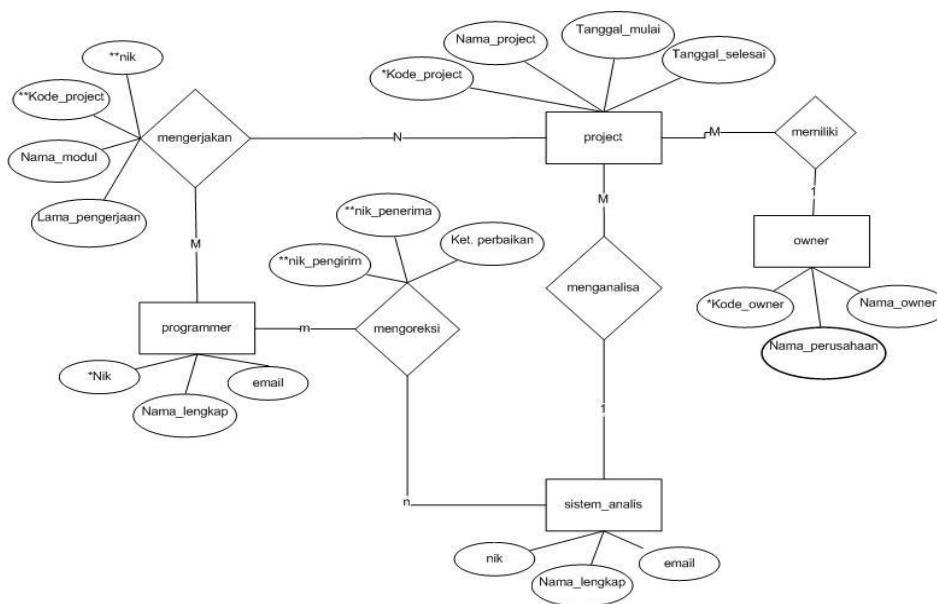 Tanggal_mulai
Nama_project
Tanggal_selesai
**nik
*Kode_project
**Kode_project
mengerjakan
N
project
M
memiliki
Nama_modul
1
Lama_pengerjaan
**nik_penerima
M
M
Ket. perbaikan
owner
**nik_pengirim
menganalisa
*Kode_owner
Nama_owner
programmer
m
mengoreksi
Nama_perusahaan
*Nik
email
Nama_lengkap
1
n
sistem_analis
nik
email
Nama_lengkap